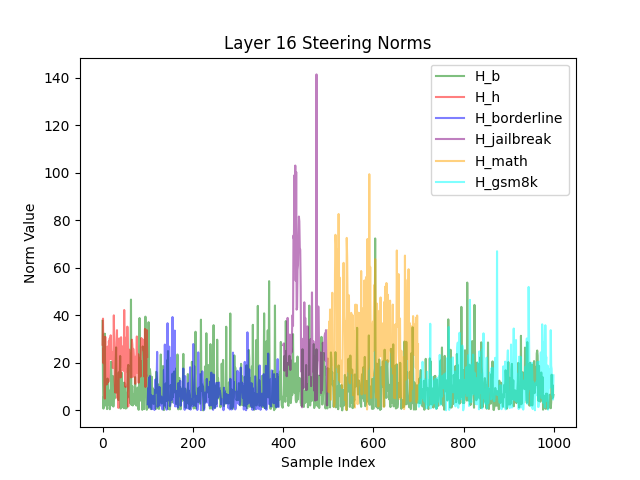 Layer 16 Steering Norms
H_b
H_h
H_borderline
H_jailbreak
H_math
H_gsm8k
Norm Value
140
120
100
80
60
40
20
0
0 200 400 600 800 1000
Sample Index